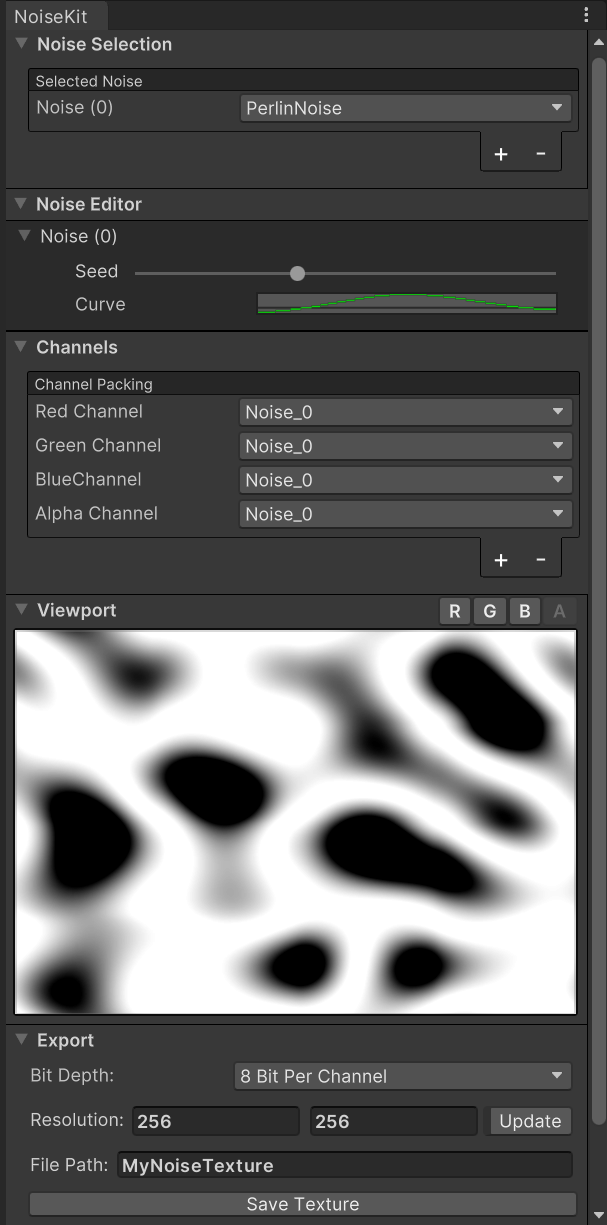 NoiseKit
Noise Selection
Selected Noise
Noise (0) PerlinNoise
+ -
Noise Editor
Noise (0)
Seed
Curve
Channels
Channel Packing
Red Channel Noise_0
Green Channel Noise_0
BlueChannel Noise_0
Alpha Channel Noise_0
+ -
Viewport R G B A
Export
Bit Depth: 8 Bit Per Channel
Resolution: 256 256 Update
File Path: MyNoiseTexture
Save Texture